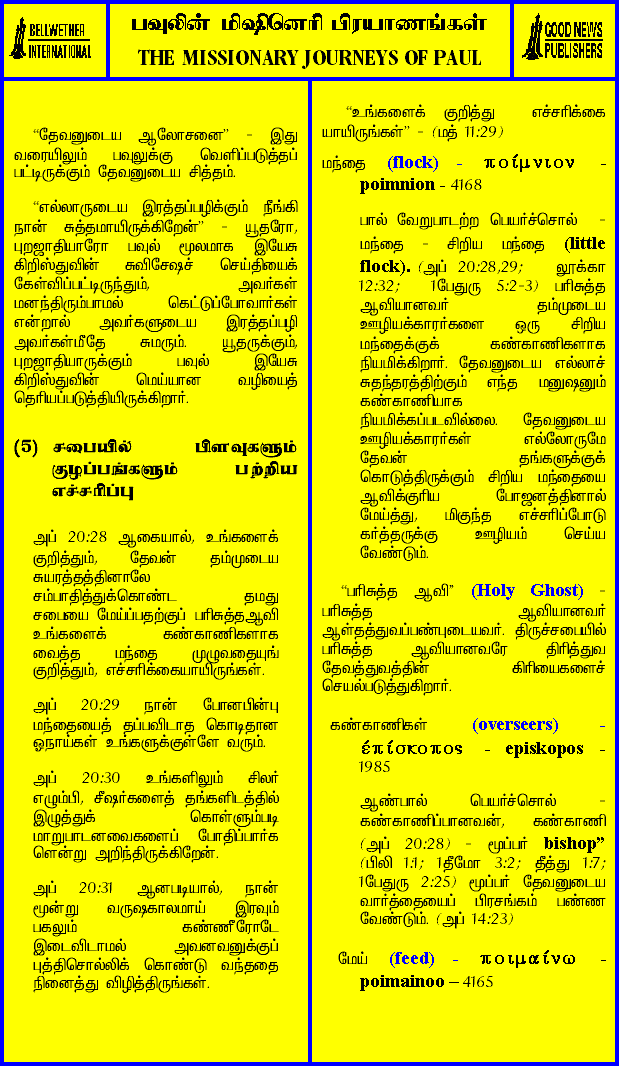 BELLWETHER
INTERNATIONAL
பவுலின் மிஷினெரி பிரயாணங்கள்
THE MISSIONARY JOURNEYS OF PAUL
GOOD NEWS
PUBLISHERS
“தேவனுடைய ஆலோசனை” - இது
வரையிலும் பவுலுக்கு வெளிப்படுத்தப்
பட்டிருக்கும் தேவனுடைய சித்தம்.
“எல்லாருடைய இரத்தப்பழிக்கும் நீங்கி
நான் சுத்தமாயிருக்கிறேன்” - யூதரோ,
புறஜாதியாரோ பவுல் மூலமாக இயேசு
கிறிஸ்துவின் சுவிசேஷச் செய்தியைக்
கேள்விப்பட்டிருந்தும், அவர்கள்
மனந்திரும்பாமல் கெட்டுப்போவார்கள்
என்றால் அவர்களுடைய இரத்தப்பழி
அவர்கள்மீதே சுமரும். யூதருக்கும்,
புறஜாதியாருக்கும் பவுல் இயேசு
கிறிஸ்துவின் மெய்யான வழியைத்
தெரியப்படுத்தியிருக்கிறார்.
(5) சபையில் பிளவுகளும்
குழப்பங்களும் பற்றிய
எச்சரிப்பு
அப் 20:28 ஆகையால், உங்களைக்
குறித்தும், தேவன் தம்முடைய
சுயரத்தத்தினாலே
சம்பாதித்துக்கொண்ட தமது
சபையை மேய்ப்பதற்குப் பரிசுத்தஆவி
உங்களைக் கண்காணிகளாக
வைத்த மந்தை முழுவதையுங்
குறித்தும், எச்சரிக்கையாயிருங்கள்.
அப் 20:29 நான் போனபின்பு
மந்தையைத் தப்பவிடாத கொடிதான
ஓநாய்கள் உங்களுக்குள்ளே வரும்.
அப் 20:30 உங்களிலும் சிலர்
எழும்பி, சீஷர்களைத் தங்களிடத்தில்
இழுத்துக் கொள்ளும்படி
மாறுபாடானவைகளைப் போதிப்பார்க
ளென்று அறிந்திருக்கிறேன்.
அப் 20:31 ஆனபடியால், நான்
மூன்று வருஷகாலமாய் இரவும்
பகலும் கண்ணீரோடே
இடைவிடாமல் அவனவனுக்குப்
புத்திசொல்லிக் கொண்டு வந்ததை
நினைத்து விழித்திருங்கள்.
“உங்களைக் குறித்து எச்சரிக்கை
யாயிருங்கள்” - (மத் 11:29)
மந்தை (flock) - ποίμνιον -
poimnion - 4168
பால் வேறுபாடற்ற பெயர்ச்சொல் -
மந்தை - சிறிய மந்தை (little
flock). (அப் 20:28,29; லூக்கா
12:32; 1பேதுரு 5:2-3) பரிசுத்த
ஆவியானவர் தம்முடைய
ஊழியக்காரர்களை ஒரு சிறிய
மந்தைக்குக் கண்காணிகளாக
நியமிக்கிறார். தேவனுடைய எல்லாச்
சுதந்தரத்திற்கும் எந்த மனுஷனும்
கண்காணியாக
நியமிக்கப்படவில்லை. தேவனுடைய
ஊழியக்காரர்கள் எல்லோருமே
தேவன் தங்களுக்குக்
கொடுத்திருக்கும் சிறிய மந்தையை
ஆவிக்குரிய போஜனத்தினால்
மேய்த்து, மிகுந்த எச்சரிப்போடு
கர்த்தருக்கு ஊழியம் செய்ய
வேண்டும்.
“பரிசுத்த ஆவி” (Holy Ghost) -
பரிசுத்த ஆவியானவர்
ஆள்தத்துவப்பண்புடையவர். திருச்சபையில்
பரிசுத்த ஆவியானவரே திரித்துவ
தேவத்துவத்தின் கிரியைகளைச்
செயல்படுத்துகிறார்.
கண்காணிகள் (overseers) -
έπίσκοπος - episkopos -
1985
ஆண்பால் பெயர்ச்சொல் -
கண்காணிப்பானவன், கண்காணி
(அப் 20:28) - மூப்பர் bishop”
(பிலி 1:1; 1தீமோ 3:2; தீத்து 1:7;
1பேதுரு 2:25) மூப்பர் தேவனுடைய
வார்த்தையைப் பிரசங்கம் பண்ண
வேண்டும். (அப் 14:23)
மேய் (feed) - ποιμαίνω -
poimainoo – 4165